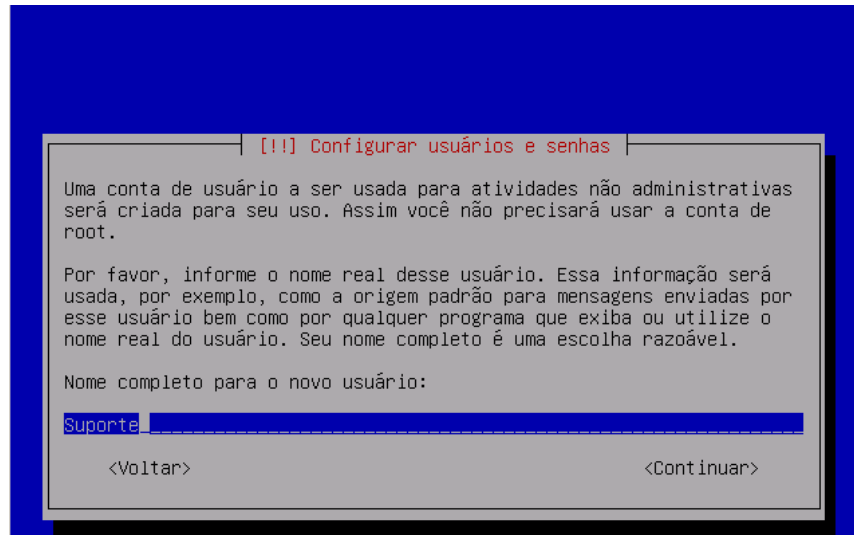 [!!] Configurar usuários e senhas
Uma conta de usuário a ser usada para atividades não administrativas
será criada para seu uso. Assim você não precisará usar a conta de
root.
Por favor, informe o nome real desse usuário. Essa informação será
usada, por exemplo, como a origem padrão para mensagens enviadas por
esse usuário bem como por qualquer programa que exiba ou utilize o
nome real do usuário. Seu nome completo é uma escolha razoável.
Nome completo para o novo usuário:
Suporte
<Voltar> <Continuar>